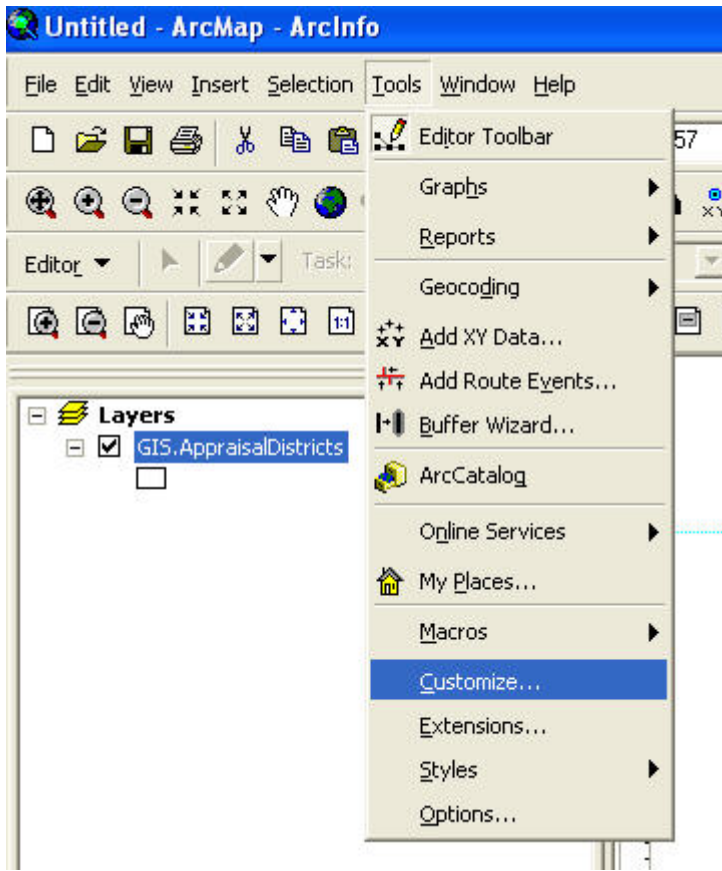 Untitled - ArcMap - ArcInfo
File Edit View Insert Selection Tools Window Help
Editor Toolbar
57
Graphs
Reports
Editor Task:
Geocoding
1:1
Add XY Data...
Add Route Events...
Layers
Buffer Wizard...
GIS.AppraisalDistricts
ArcCatalog
Online Services
My Places...
Macros
Customize...
Extensions...
Styles
Options...